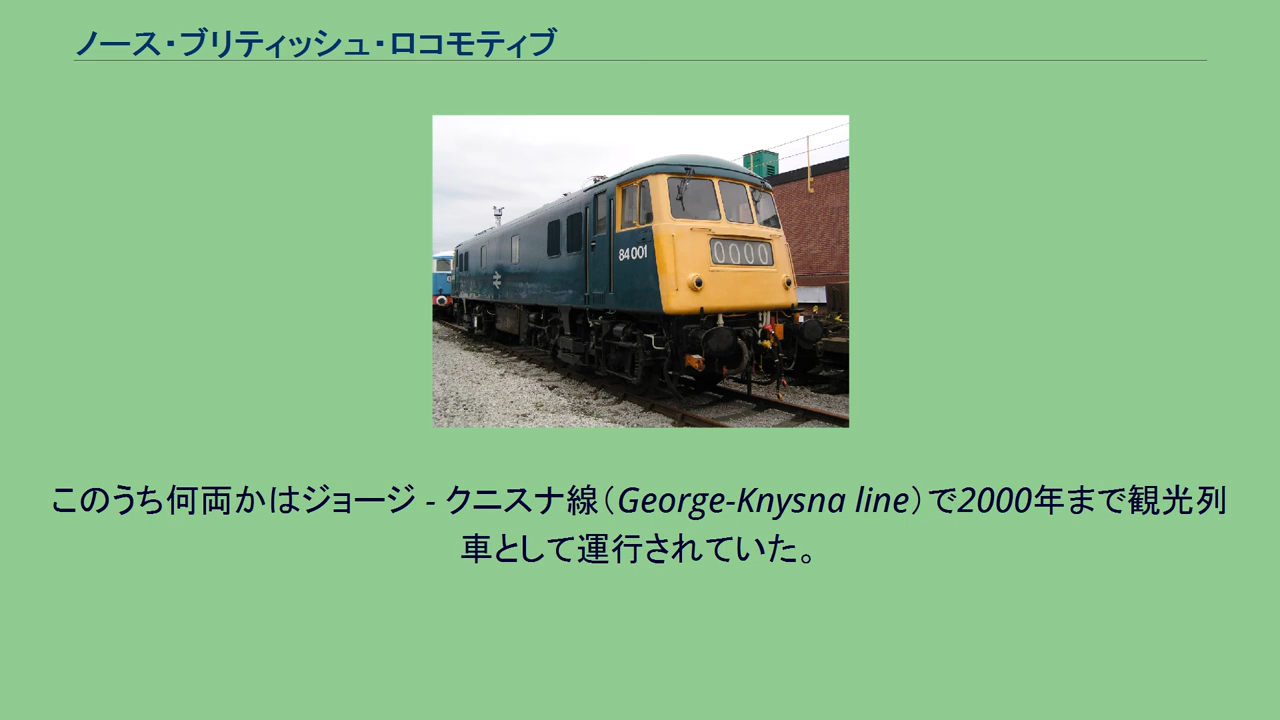 ノース・ブリティッシュ・ロコモティブ
84 001
0000
このうち何両かはジョージ - クニスナ線（George-Knysna line）で2000年まで観光列
車として運行されていた。